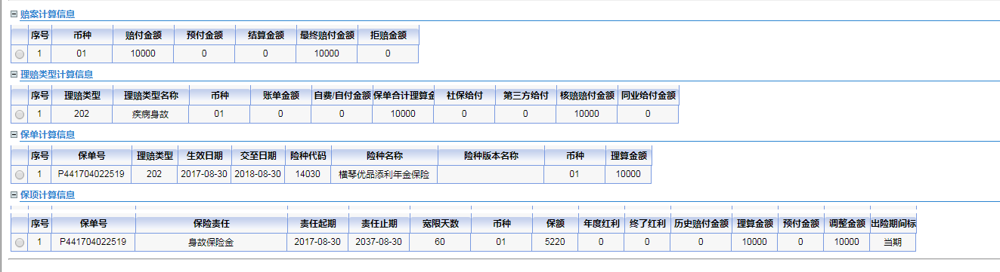 赔案计算信息
序号 币种 赔付金额 预付金额 结算金额 最终赔付金额 拒赔金额
1 01 10000 0 0 10000 0
理赔类型计算信息
序号 理赔类型 理赔类型名称 币种 账单金额 自费/自付金额 保单合计理算金 社保给付 第三方给付 核赔赔付金额 同业给付金额
1 202 疾病身故 01 0 0 10000 0 0 10000 0
保单计算信息
序号 保单号 理赔类型 生效日期 交至日期 险种代码 险种名称 险种版本名称 币种 理算金额
1 P441704022519 202 2017-08-30 2018-08-30 14030 横琴优品添利年金保险 01 10000
保项计算信息
序号 保单号 保险责任 责任起期 责任止期 宽限天数 币种 保额 年度红利 终了红利 历史赔付金额 理算金额 预付金额 调整金额 出险期间标
1 P441704022519 身故保险金 2017-08-30 2037-08-30 60 01 5220 0 0 0 10000 0 10000 当期